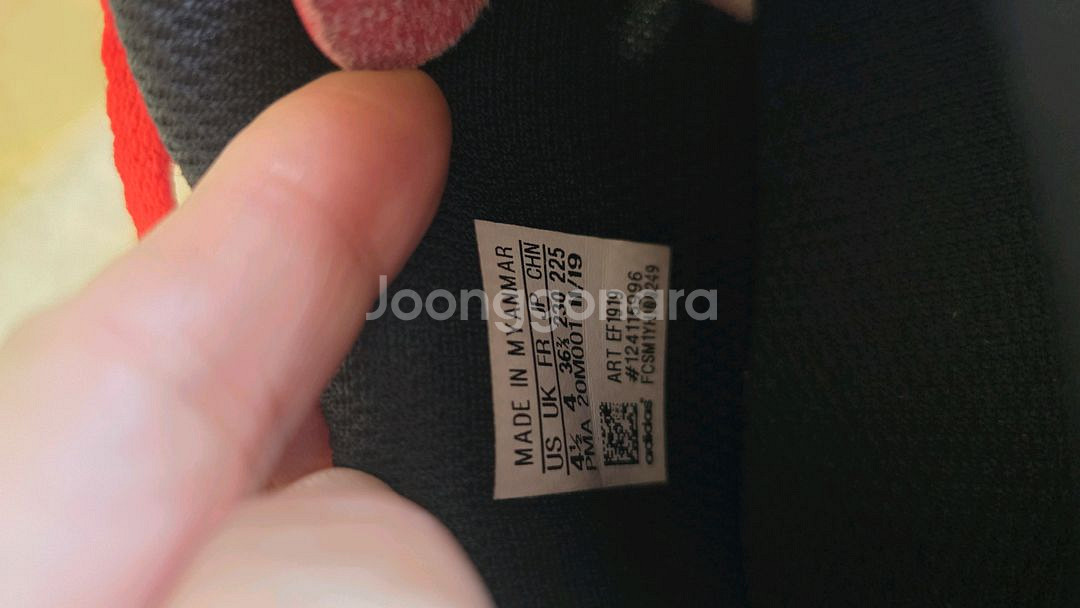 MADE IN MYANMAR
US UK FR JP CHN
4½ 4 36⅔ 230 225
PMA 20M001 11/19
ART EF1919
adidas
Joonggonara